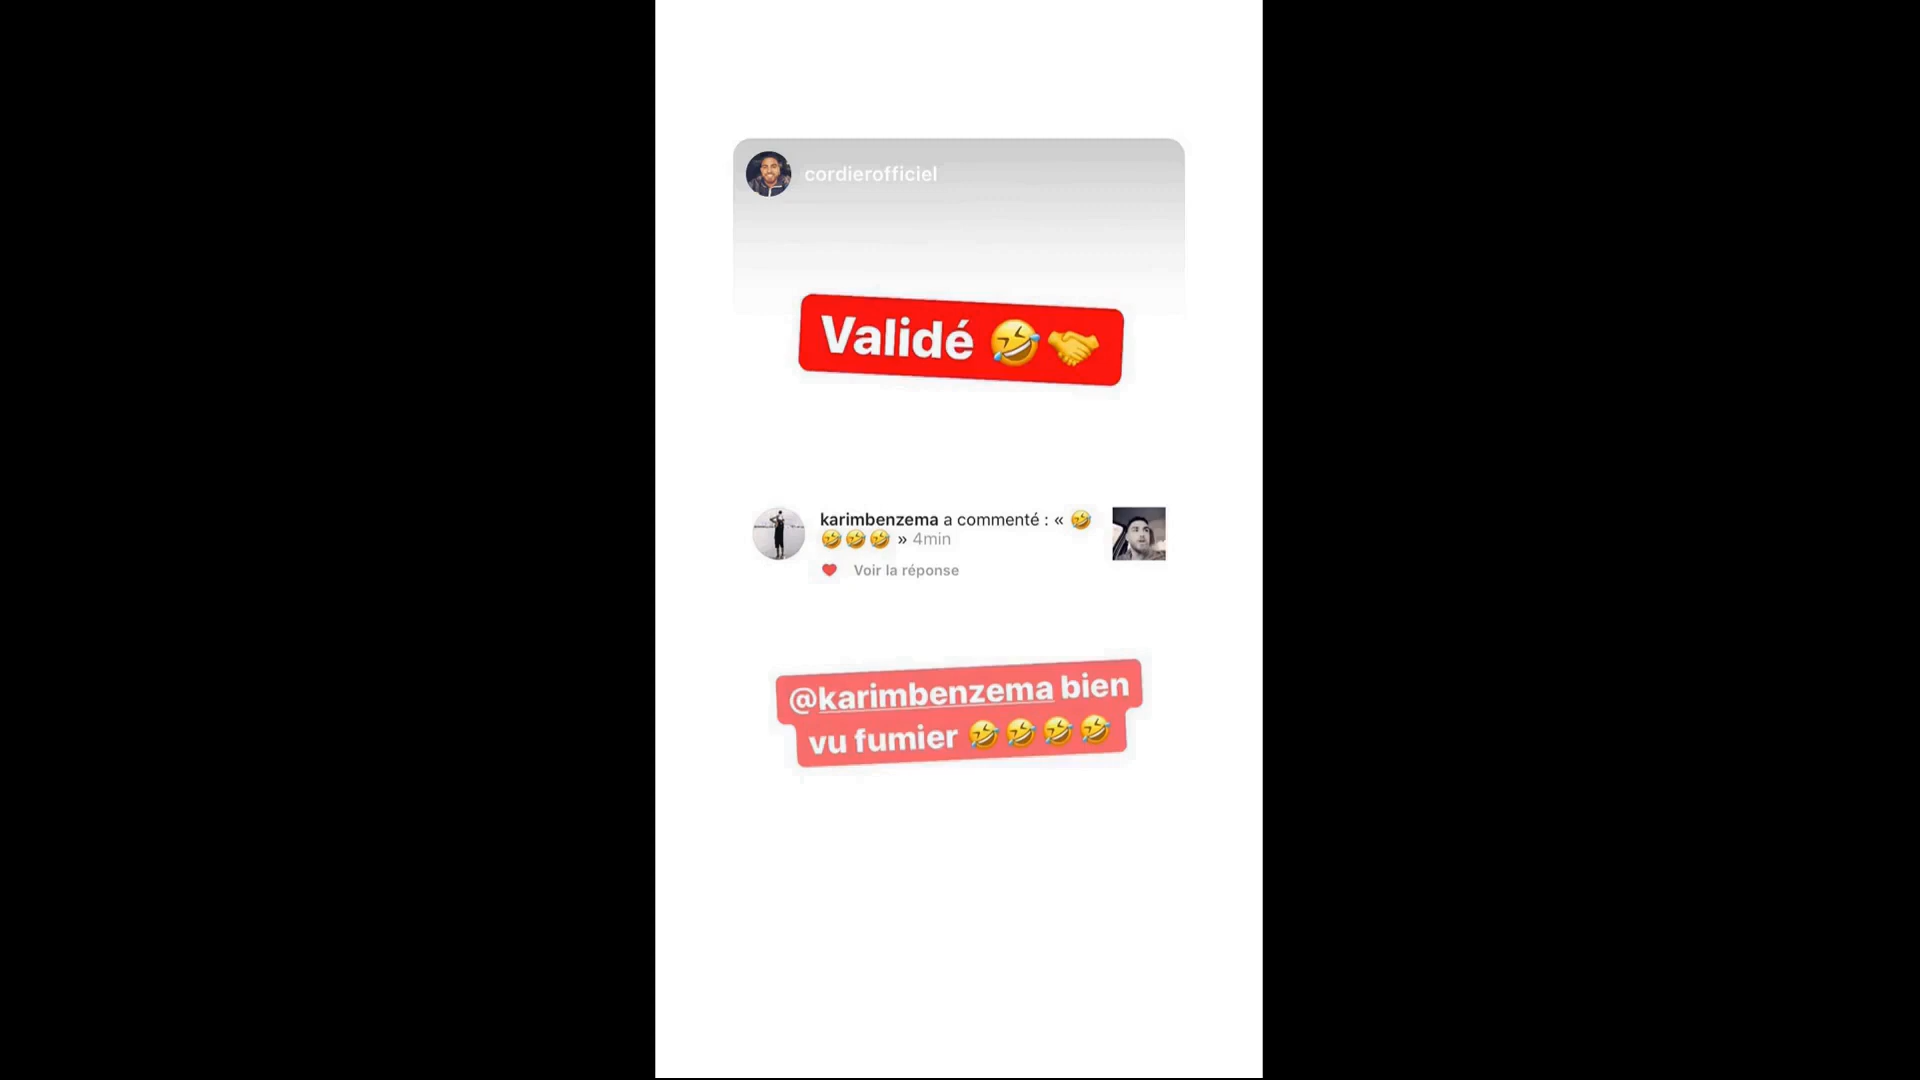 cordierofficiel
Validé 🤣🤝
karimbenzema a commenté : « 🤣
🤣🤣🤣 » 4min
Voir la réponse
@karimbenzema bien
vu fumier 🤣🤣🤣🤣